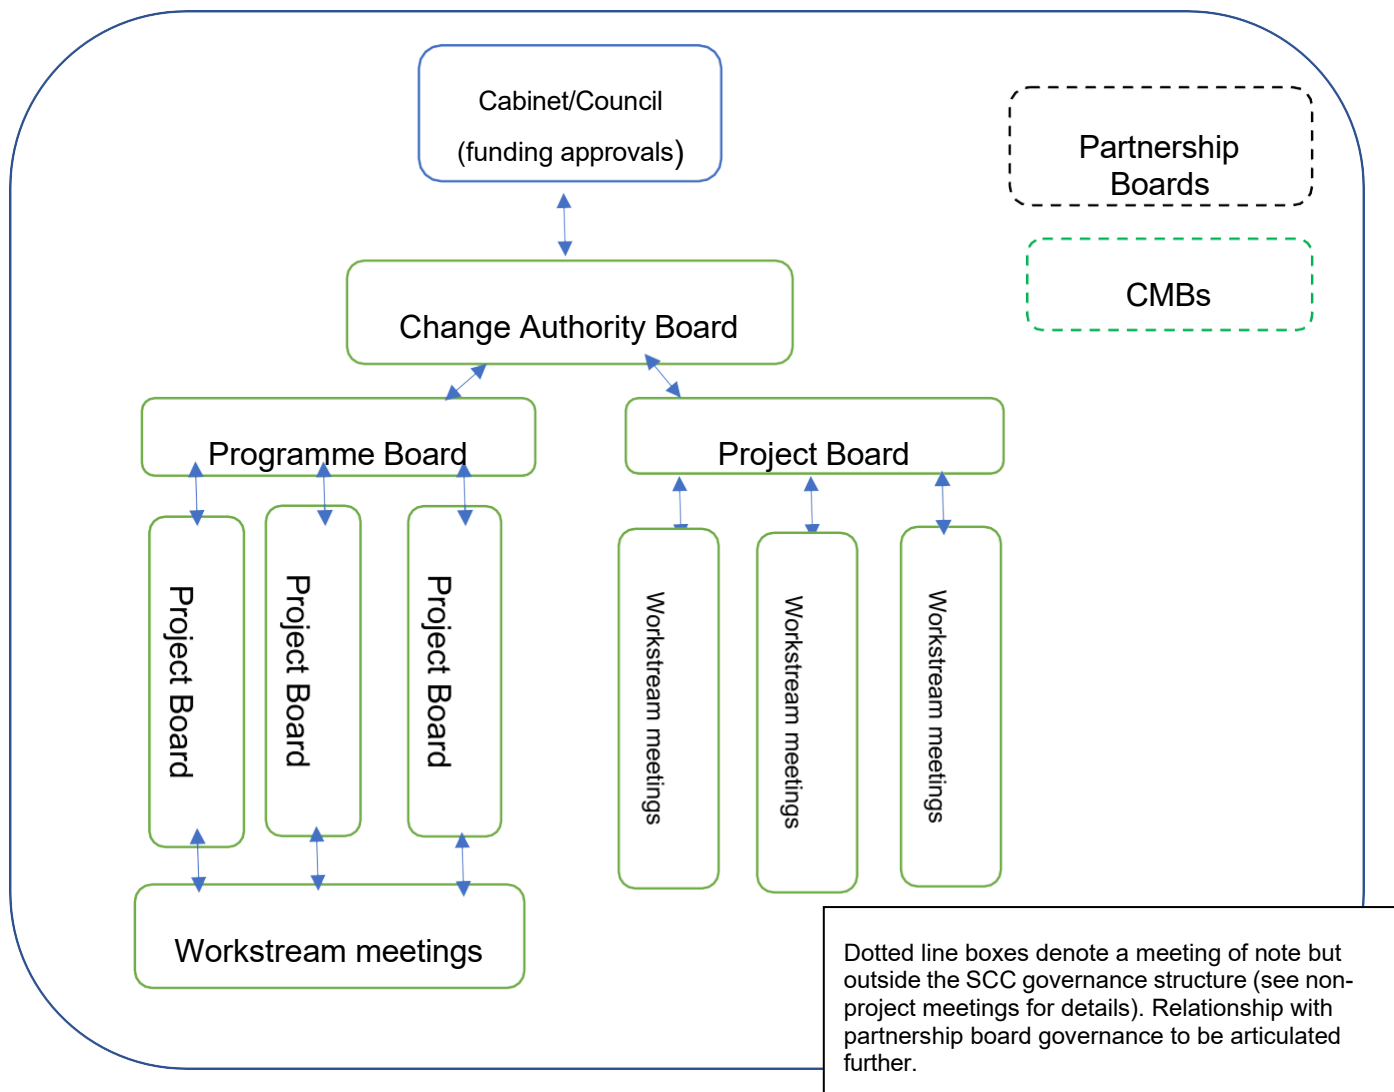 Cabinet/Council
(funding approvals)
Partnership
Boards
CMBs
Change Authority Board
Programme Board
Project Board
Project Board
Project Board
Project Board
Workstream meetings
Workstream meetings
Workstream meetings
Workstream meetings
Dotted line boxes denote a meeting of note but
outside the SCC governance structure (see non-
project meetings for details). Relationship with
partnership board governance to be articulated
further.